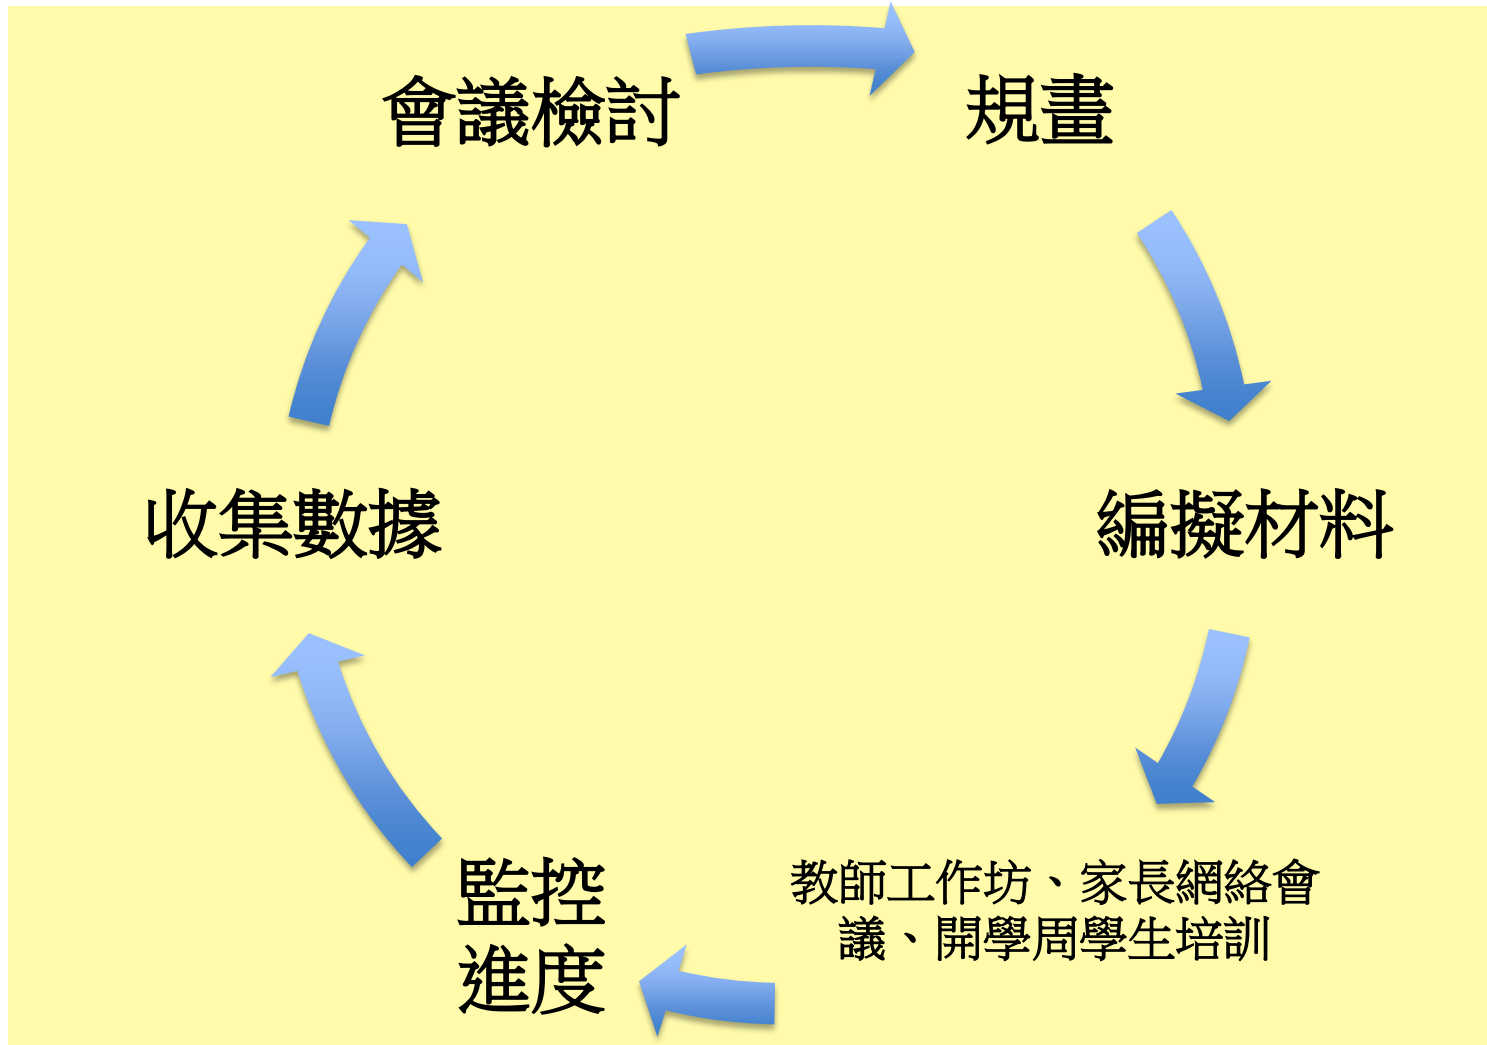 會議檢討
規畫
收集數據
編擬材料
監控
進度
教師工作坊、家長網絡會
議、開學周學生培訓